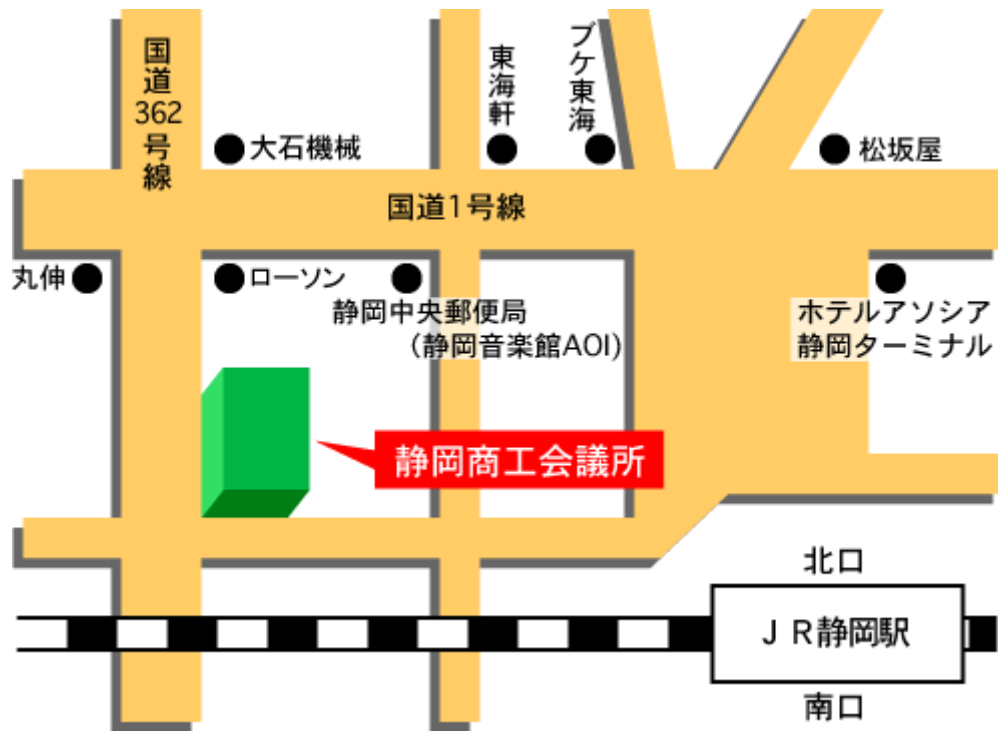 国道362号線
東海軒
ブケ東海
大石機械
松坂屋
国道1号線
丸伸
ローソン
静岡中央郵便局
(静岡音楽館AOI)
ホテルアソシア
静岡ターミナル
静岡商工会議所
北口
ＪＲ静岡駅
南口